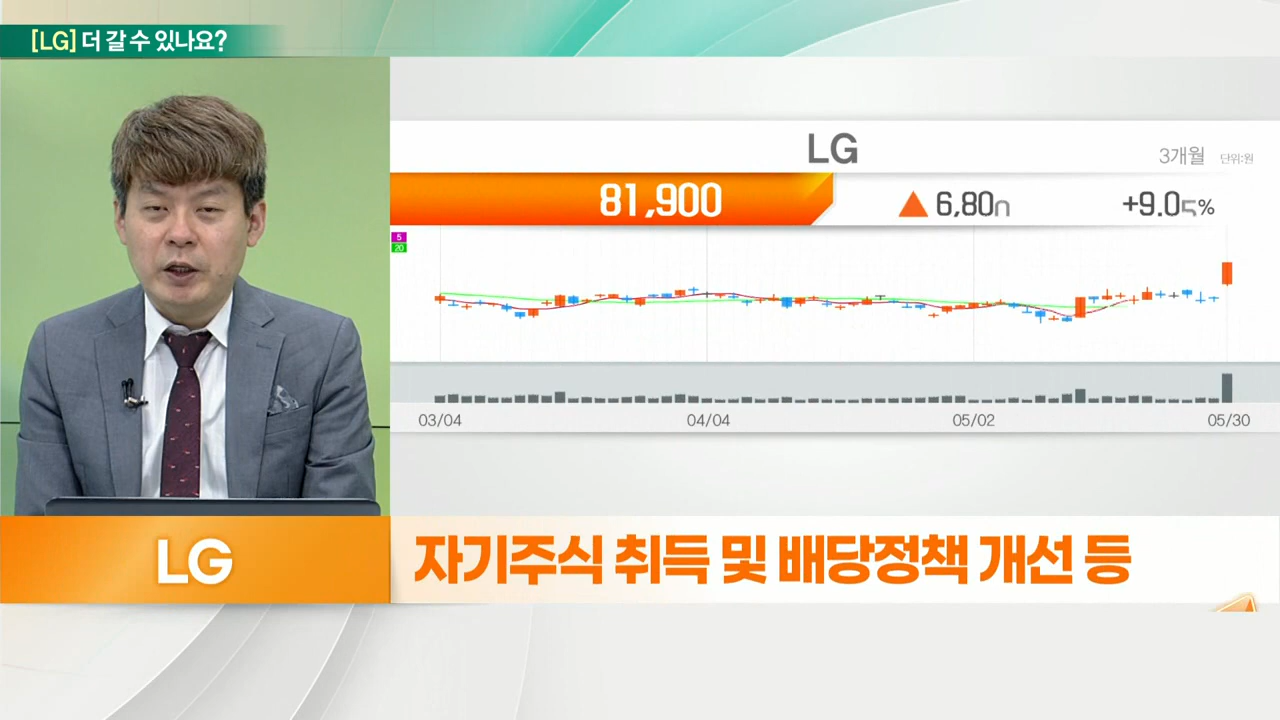 [LG] 더 갈 수 있나요?
LG
3개월 단위:원
81,900 ▲ 6,800 +9.05%
5
20
03/04 04/04 05/02 05/30
LG
자기주식 취득 및 배당정책 개선 등